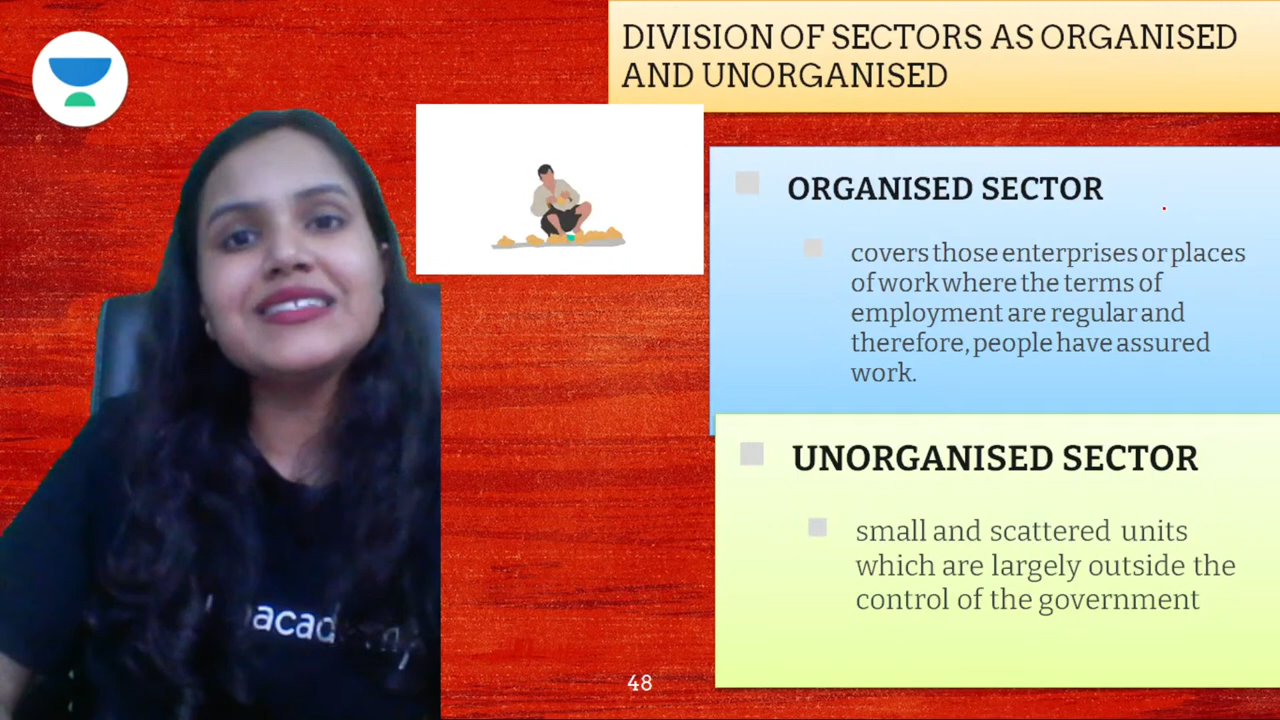 DIVISION OF SECTORS AS ORGANISED
AND UNORGANISED
ORGANISED SECTOR
covers those enterprises or places
of work where the terms of
employment are regular and
therefore, people have assured
work.
UNORGANISED SECTOR
small and scattered units
which are largely outside the
control of the government
acad
48